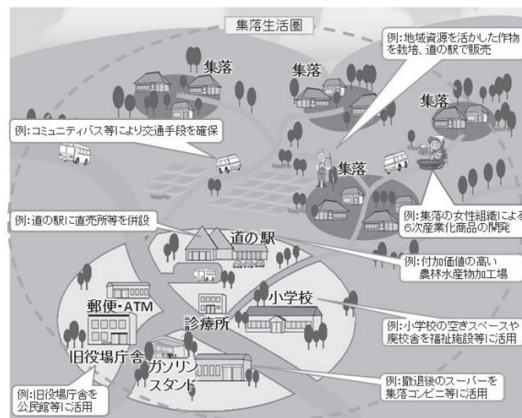 集落生活圏
例:地域資源を活かした作物
を栽培、道の駅で販売
集落
集落
集落
例:コミュニティバス等により交通手段を確保
集落
例:集落の女性組織による
6次産業化商品の開発
例:道の駅に直売所等を併設
道の駅
例:付加価値の高い
農林水産物加工場
郵便・ATM
小学校
診療所
例:小学校の空きスペースや
廃校舎を福祉施設等に活用
旧役場庁舎
ガソリン
スタンド
例:旧役場庁舎を
公民館等に活用
例:撤退後のスーパーを
集落コンビニ等に活用